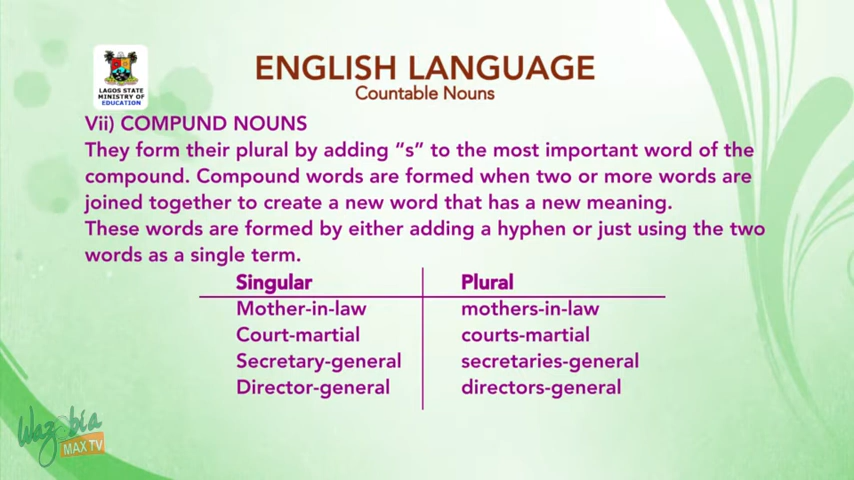 LAGOS STATE
MINISTRY OF
EDUCATION
ENGLISH LANGUAGE
Countable Nouns
Vii) COMPUND NOUNS
They form their plural by adding “s” to the most important word of the
compound. Compound words are formed when two or more words are
joined together to create a new word that has a new meaning.
These words are formed by either adding a hyphen or just using the two
words as a single term.
Singular Plural
Mother-in-law mothers-in-law
Court-martial courts-martial
Secretary-general secretaries-general
Director-general directors-general
Wazobia
MAX TV